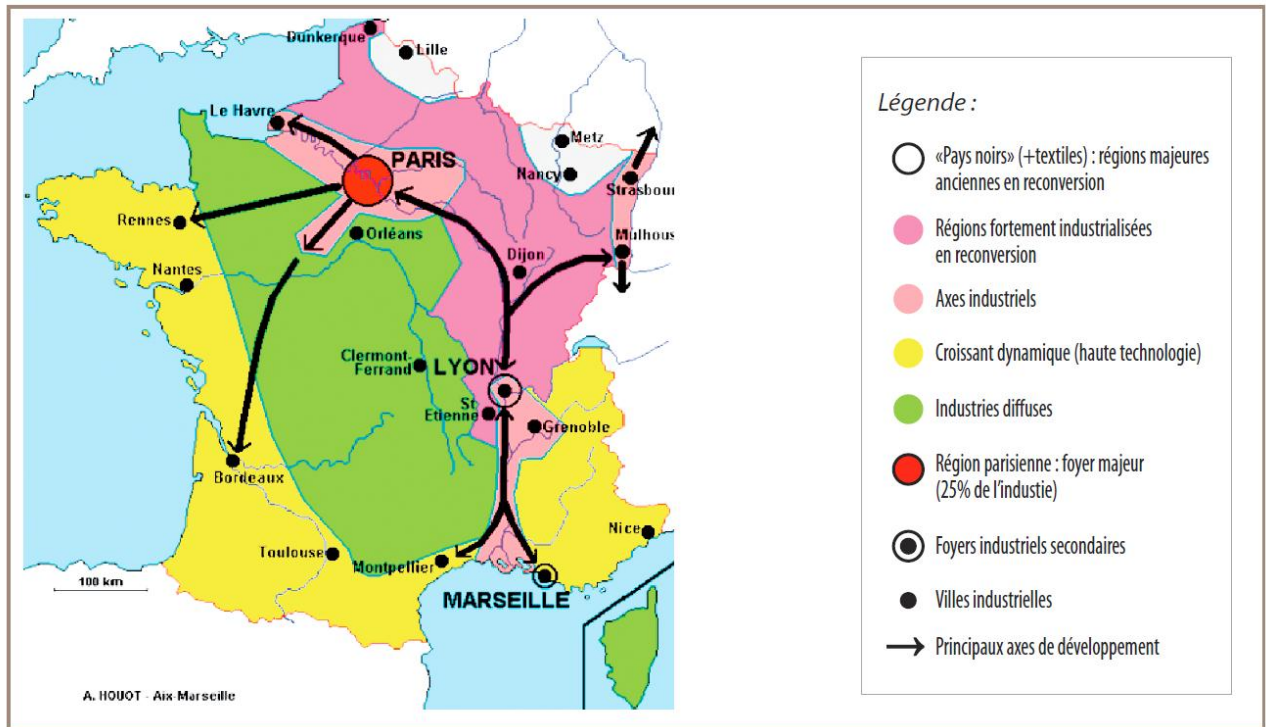 Dunkerque
Lille
Le Havre
Metz
PARIS
Nancy
Strasbour
Rennes
Orléans
Mulhous
Dijon
Nantes
Clermont-
Ferrand
LYON
St
Etienne
Grenoble
Bordeaux
Nice
Toulouse
Montpellier
100 km
MARSEILLE
A. HOUOT - Aix-Marseille
Légende :
«Pays noirs» (+textiles) : régions majeures
anciennes en reconversion
Régions fortement industrialisées
en reconversion
Axes industriels
Croissant dynamique (haute technologie)
Industries diffuses
Région parisienne : foyer majeur
(25% de l'industie)
Foyers industriels secondaires
Villes industrielles
Principaux axes de développement